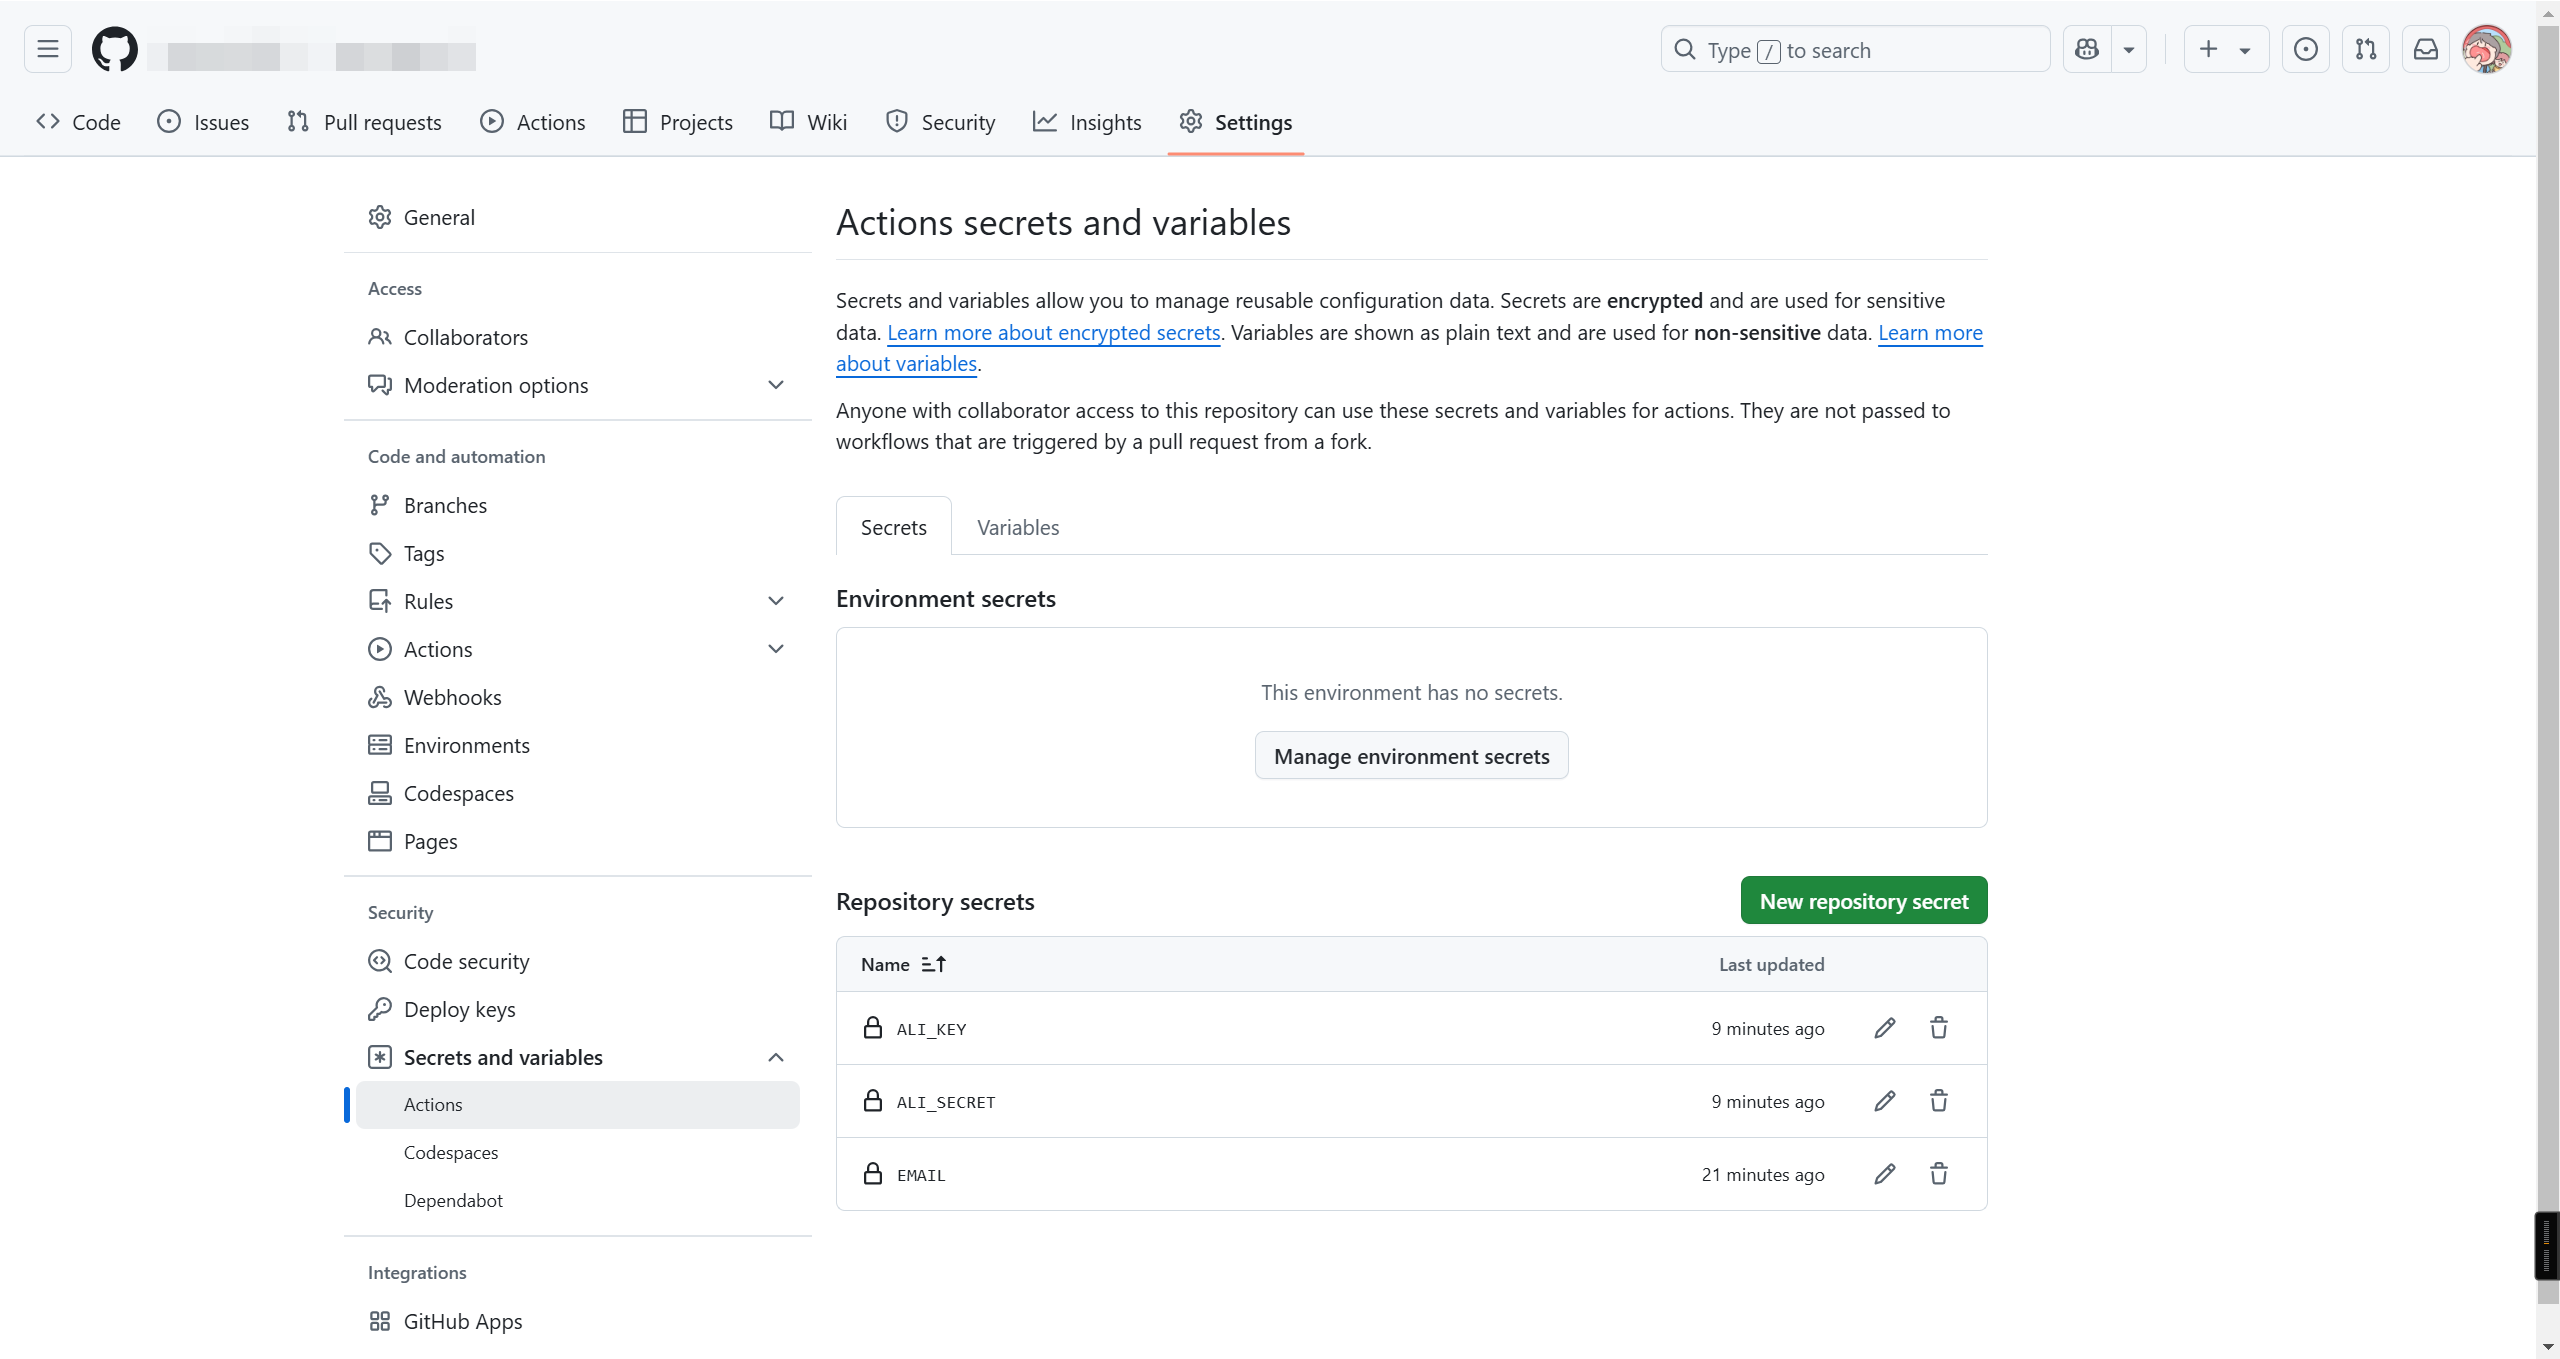 Type / to search
Code
Issues
Pull requests
Actions
Projects
Wiki
Security
Insights
Settings
General
Access
Collaborators
Moderation options
Code and automation
Branches
Tags
Rules
Actions
Webhooks
Environments
Codespaces
Pages
Security
Code security
Deploy keys
Secrets and variables
Actions
Codespaces
Dependabot
Integrations
GitHub Apps
Actions secrets and variables
Secrets and variables allow you to manage reusable configuration data. Secrets are encrypted and are used for sensitive
data. Learn more about encrypted secrets. Variables are shown as plain text and are used for non-sensitive data. Learn more
about variables.
Anyone with collaborator access to this repository can use these secrets and variables for actions. They are not passed to
workflows that are triggered by a pull request from a fork.
Secrets
Variables
Environment secrets
This environment has no secrets.
Manage environment secrets
Repository secrets
New repository secret
Name
Last updated
ALI_KEY
9 minutes ago
ALI_SECRET
9 minutes ago
EMAIL
21 minutes ago